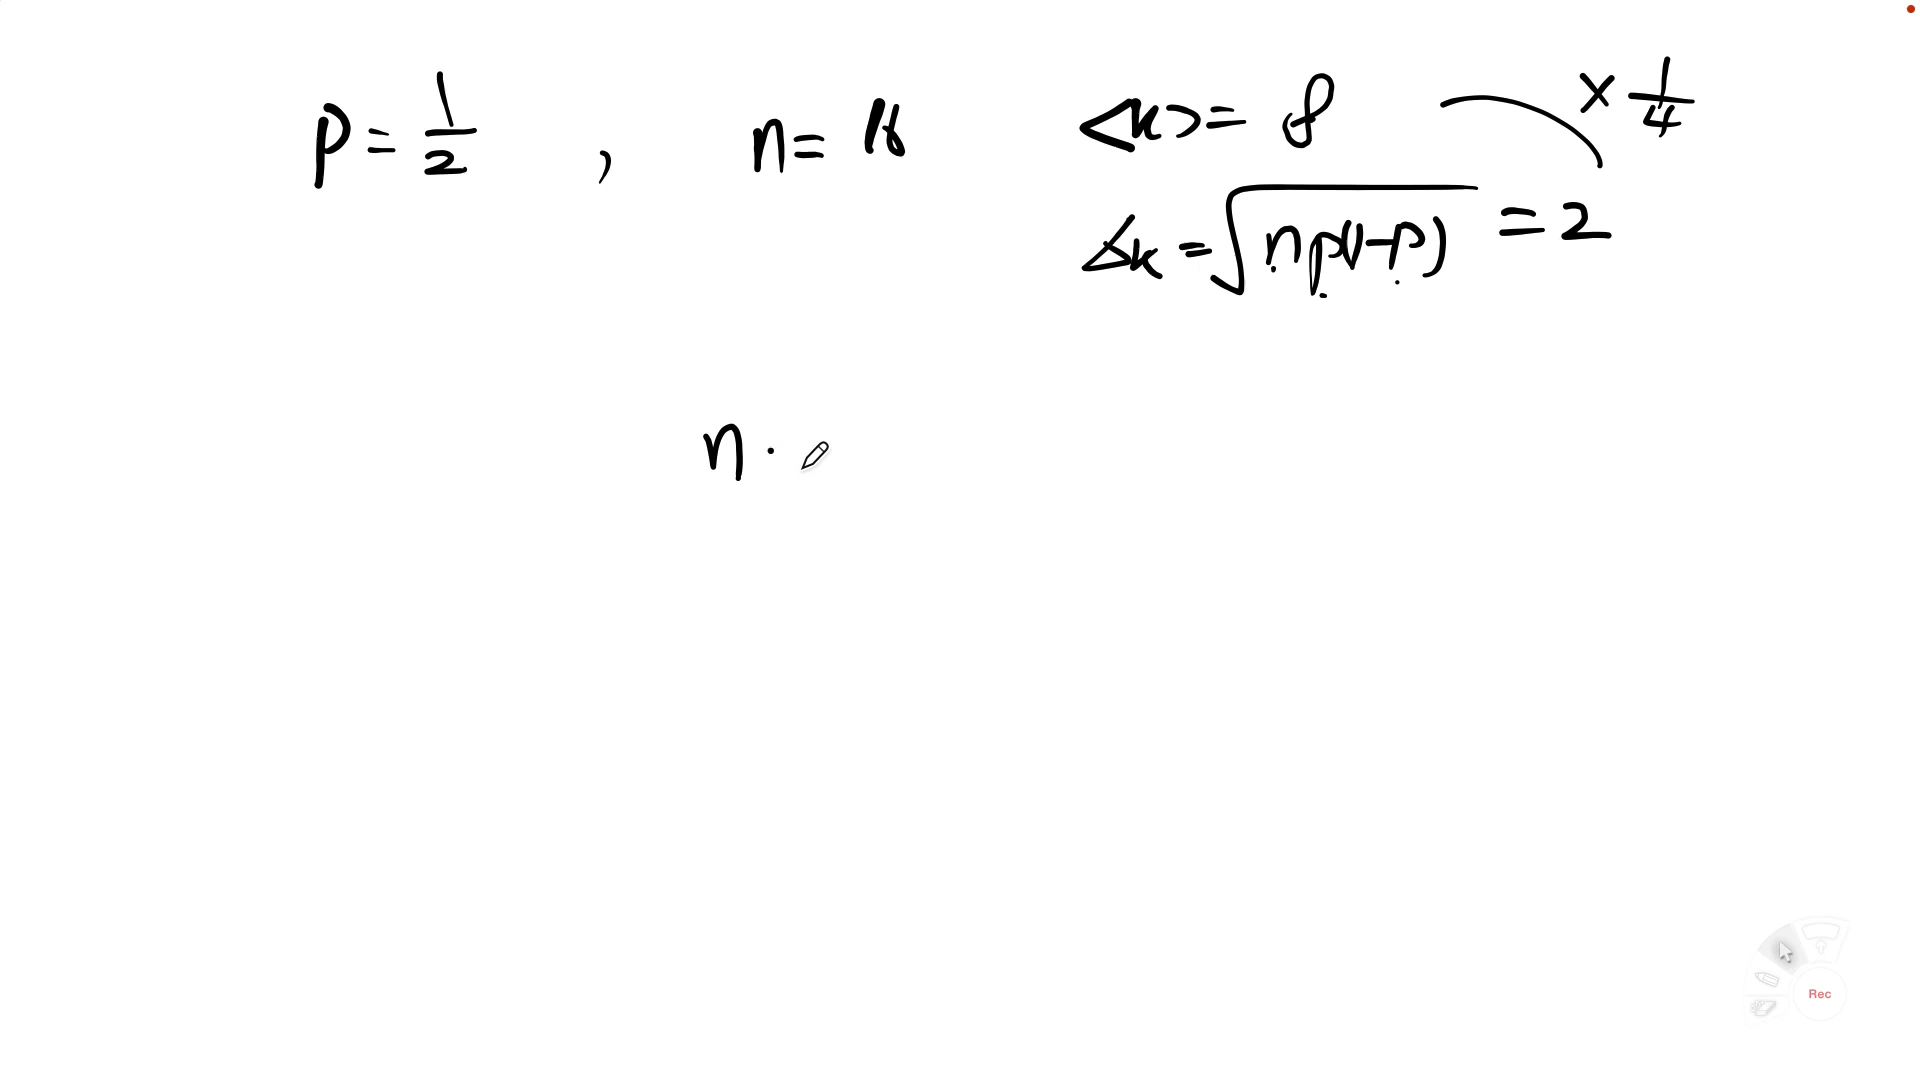 p = 1/2 , n = 16 <k> = 8 × 1/4
Δk = √np(1-p) = 2
n ·
Rec